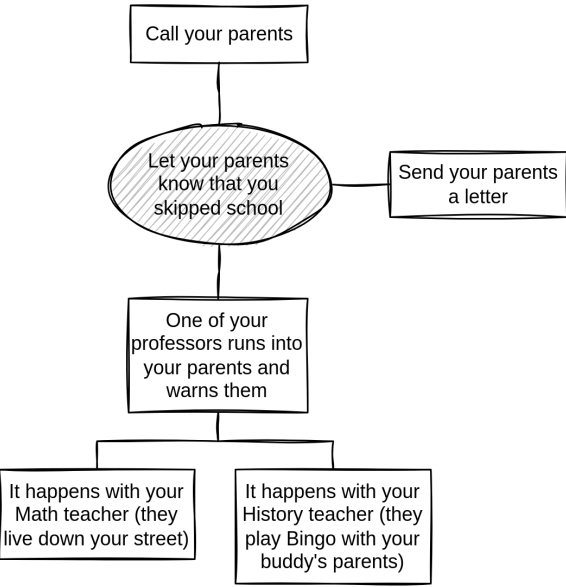 Call your parents
Let your parents
know that you
skipped school
Send your parents
a letter
One of your
professors runs into
your parents and
warns them
It happens with your
Math teacher (they
live down your street)
It happens with your
History teacher (they
play Bingo with your
buddy's parents)